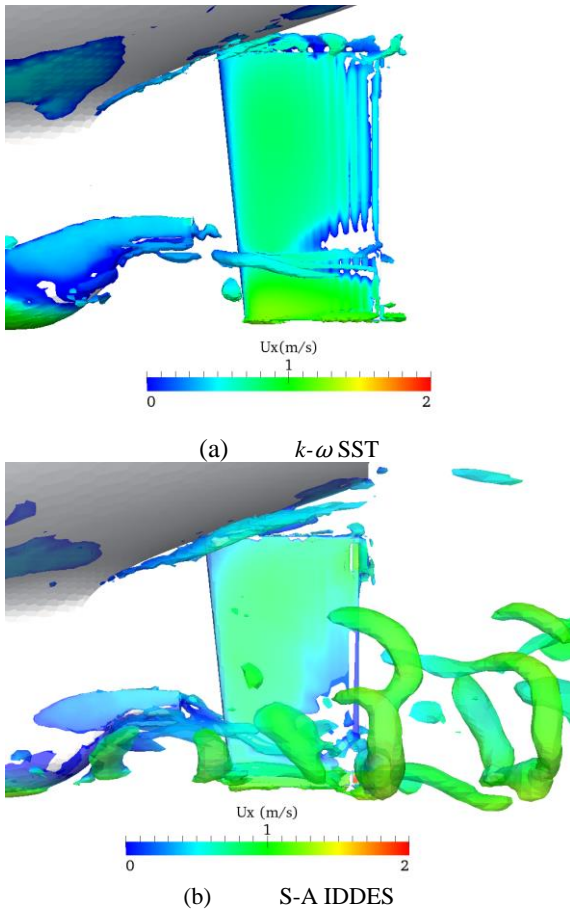 Ux(m/s)
1
0 2
(a) k-ω SST
Ux (m/s)
1
0 2
(b) S-A IDDES